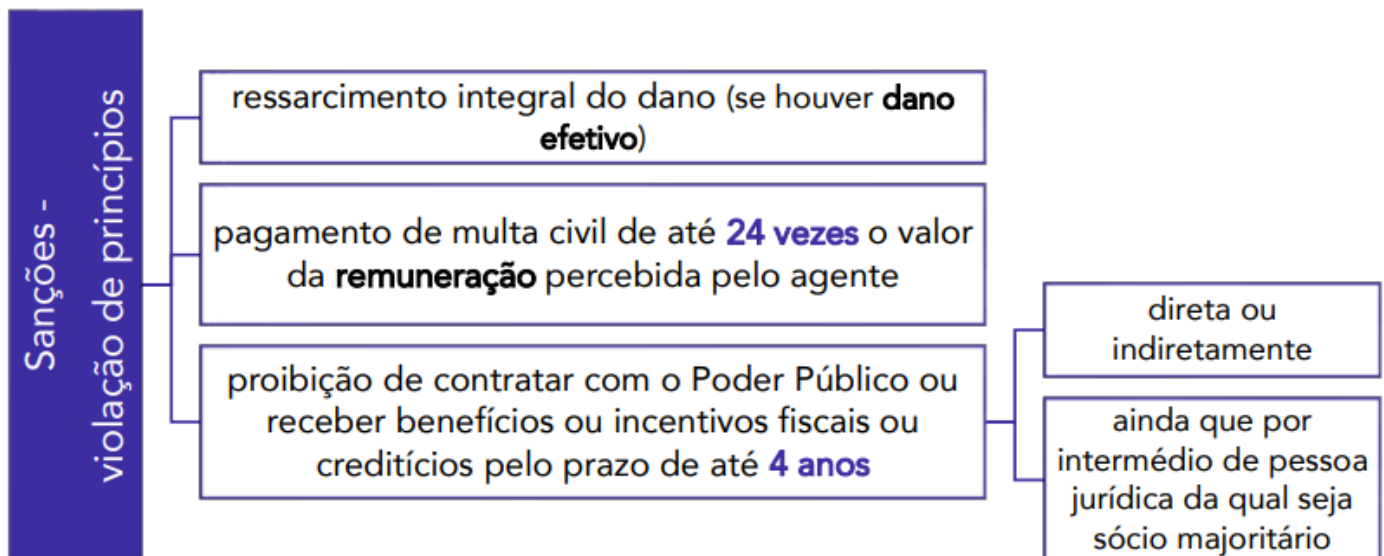 Sanções -
violação de princípios
ressarcimento integral do dano (se houver dano
efetivo)
pagamento de multa civil de até 24 vezes o valor
da remuneração percebida pelo agente
proibição de contratar com o Poder Público ou
receber benefícios ou incentivos fiscais ou
creditícios pelo prazo de até 4 anos
direta ou
indiretamente
ainda que por
intermédio de pessoa
jurídica da qual seja
sócio majoritário